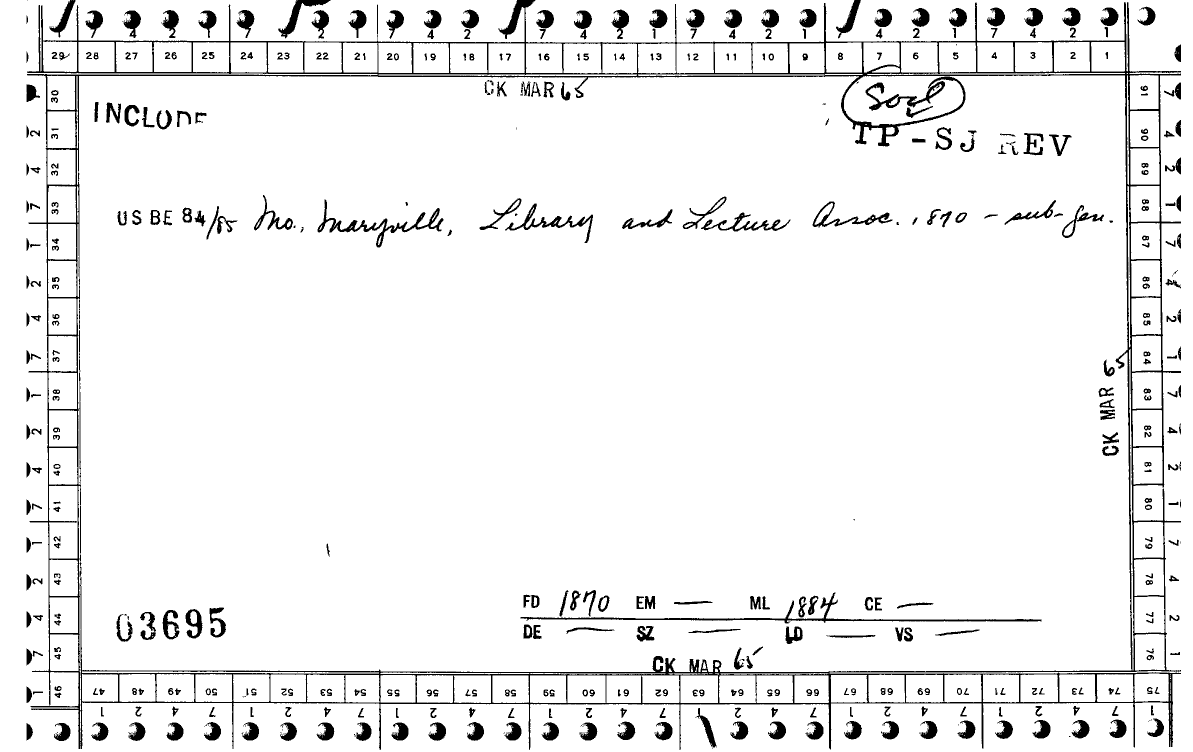 7 4 2 1 7 4 2 1 7 4 2 1 7 4 2 1 7 4 2 1 7 4 2 1 7 4 2 1
29 28 27 26 25 24 23 22 21 20 19 18 17 16 15 14 13 12 11 10 9 8 7 6 5 4 3 2 1
CK MAR 65
INCLUDE
TP-SJ REV
US BE 84/85 Mo., Maryville, Library and Lecture Assoc. 1870 - sub-gen.
30 31 32 33 34 35 36 37 38 39 40 41 42 43 44 45 46
91 90 89 88 87 86 85 84 83 82 81 80 79 78 77 76
CK MAR 65
FD 1870 EM — ML 1884 CE —
03695
DE — SZ — LD — VS —
CK MAR 65
47 48 49 50 51 52 53 54 55 56 57 58 59 60 61 62 63 64 65 66 67 68 69 70 71 72 73 74 75
1 2 4 7 1 2 4 7 1 2 4 7 1 2 4 7 1 2 4 7 1 2 4 7 1 2 4 7 1